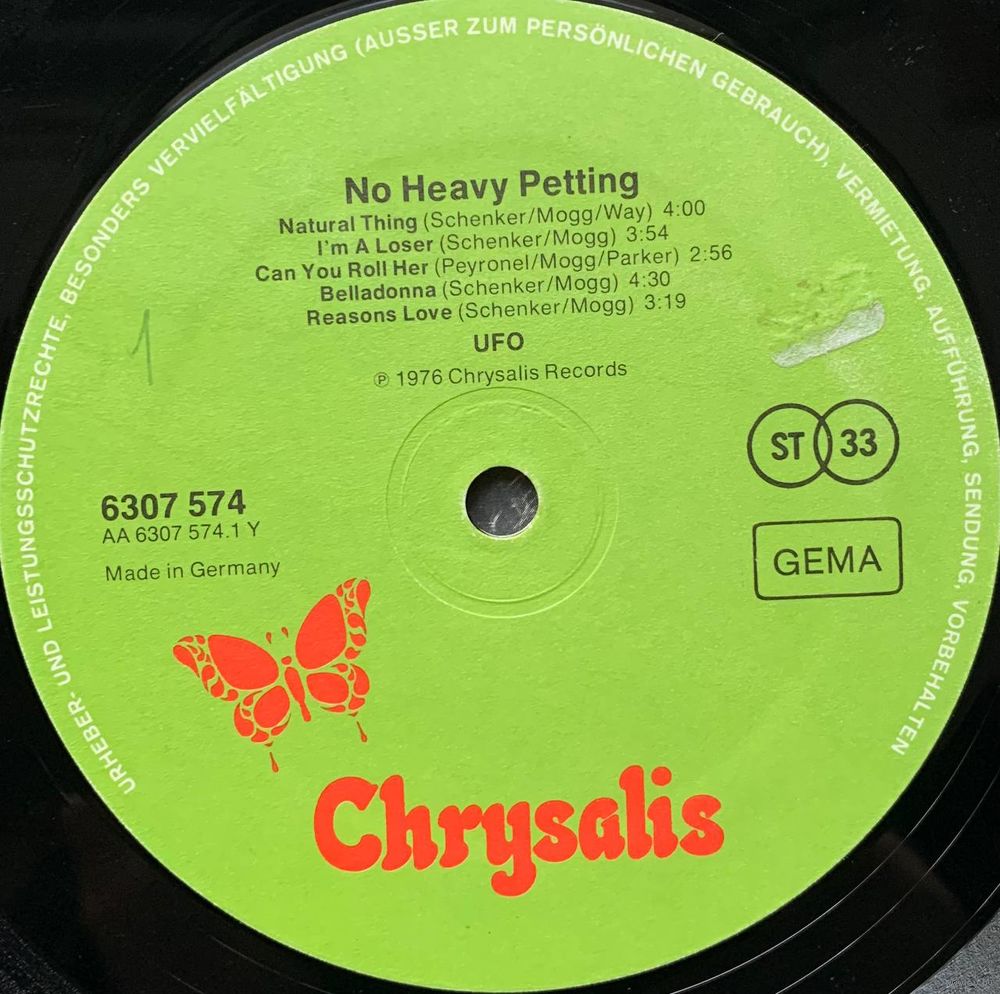 URHEBER- UND LEISTUNGSSCHUTZRECHTE, BESONDERS VERVIELFÄLTIGUNG (AUSSER ZUM PERSÖNLICHEN GEBRAUCH), VERMIETUNG, AUFFÜHRUNG, SENDUNG, VORBEHALTEN
No Heavy Petting
Natural Thing (Schenker/Mogg/Way) 4:00
I'm A Loser (Schenker/Mogg) 3:54
Can You Roll Her (Peyronel/Mogg/Parker) 2:56
Belladonna (Schenker/Mogg) 4:30
Reasons Love (Schenker/Mogg) 3:19
UFO
℗ 1976 Chrysalis Records
1
ST 33
6307 574
AA 6307 574.1 Y
GEMA
Made in Germany
Chrysalis